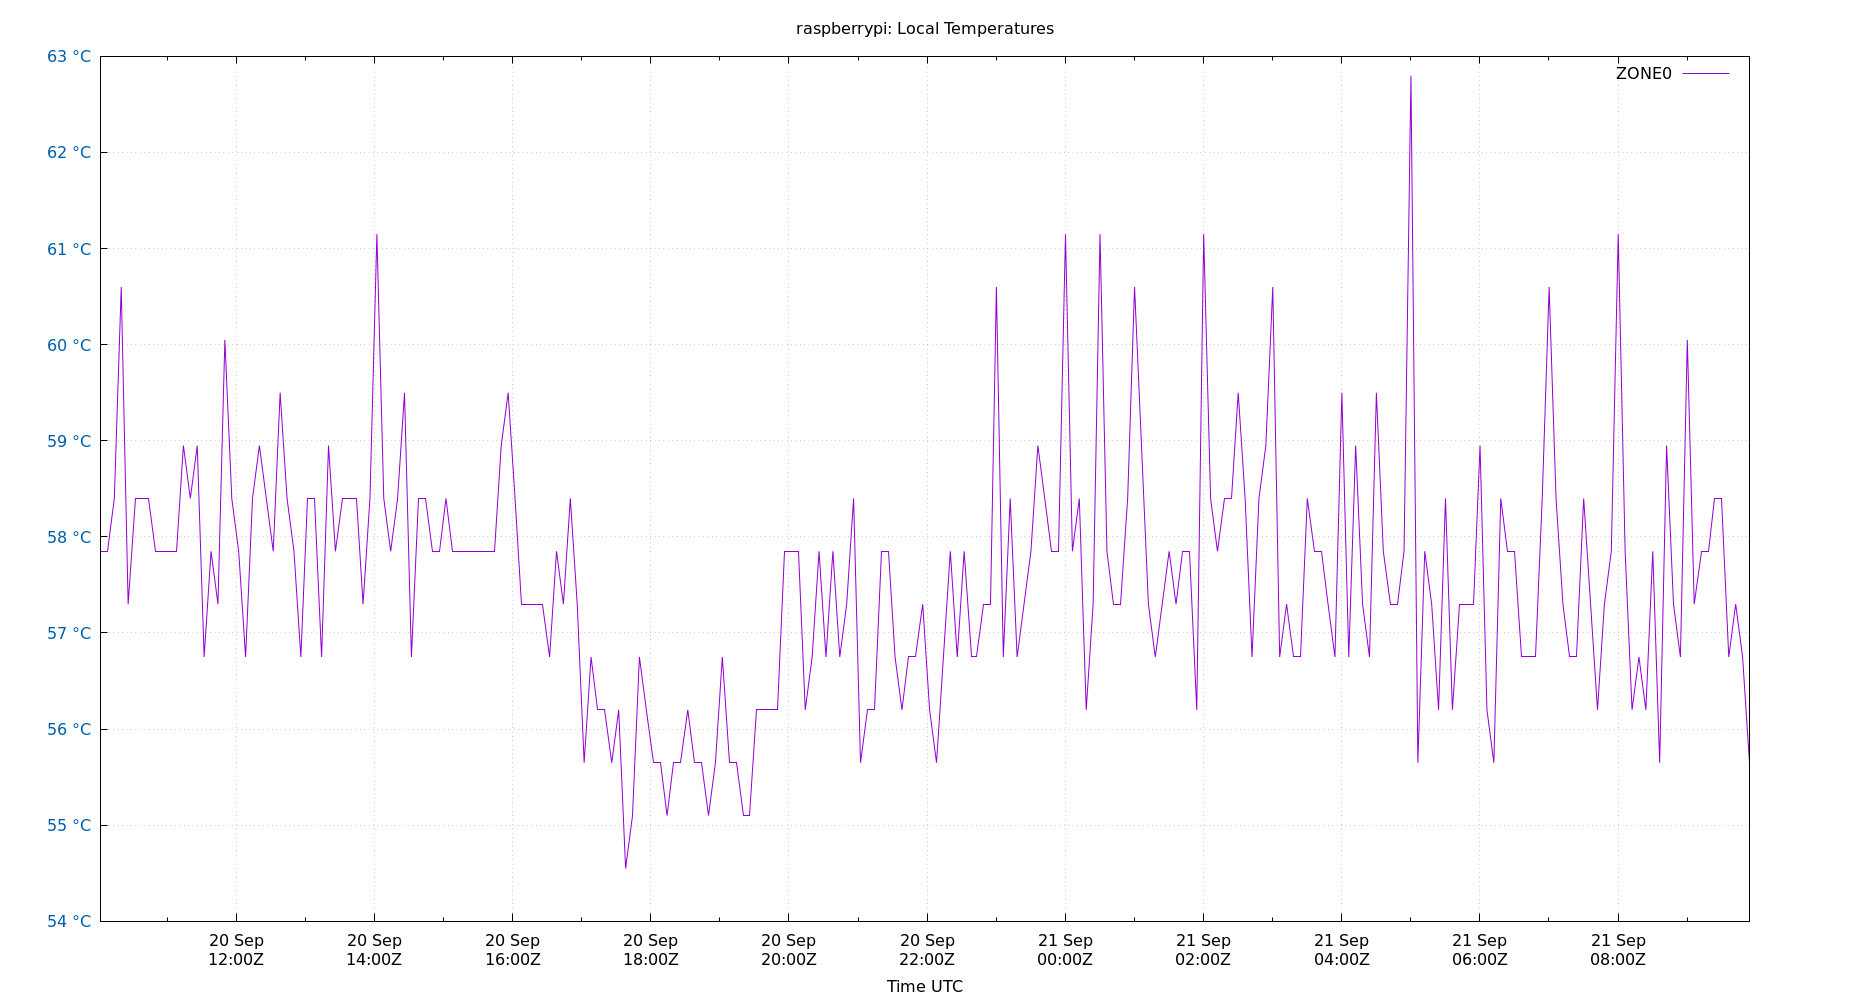 raspberrypi: Local Temperatures
63 °C
ZONE0
62 °C
61 °C
60 °C
59 °C
58 °C
57 °C
56 °C
55 °C
54 °C
20 Sep 20 Sep 20 Sep 20 Sep 20 Sep 20 Sep 21 Sep 21 Sep 21 Sep 21 Sep 21 Sep
12:00Z 14:00Z 16:00Z 18:00Z 20:00Z 22:00Z 00:00Z 02:00Z 04:00Z 06:00Z 08:00Z
Time UTC